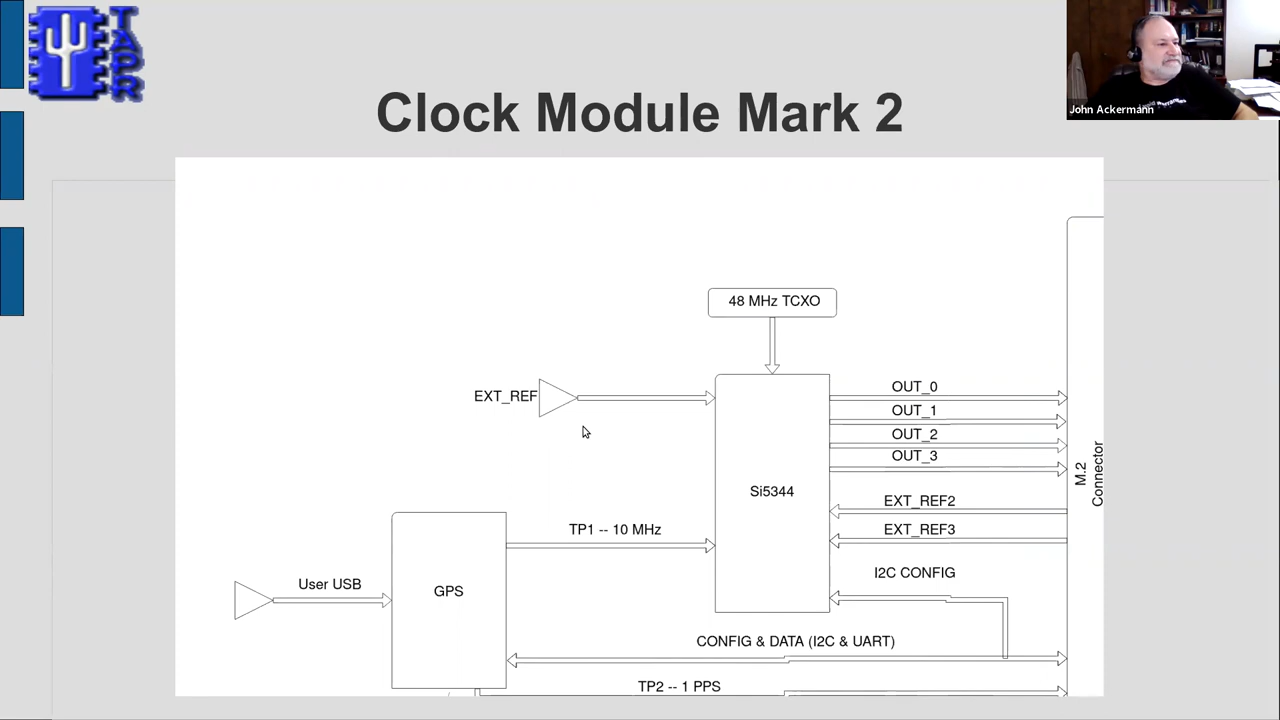 TAPR
John Ackermann
Clock Module Mark 2
48 MHz TCXO
EXT_REF
OUT_0
OUT_1
OUT_2
OUT_3
M.2
Connector
Si5344
EXT_REF2
EXT_REF3
TP1 -- 10 MHz
I2C CONFIG
User USB
GPS
CONFIG & DATA (I2C & UART)
TP2 -- 1 PPS